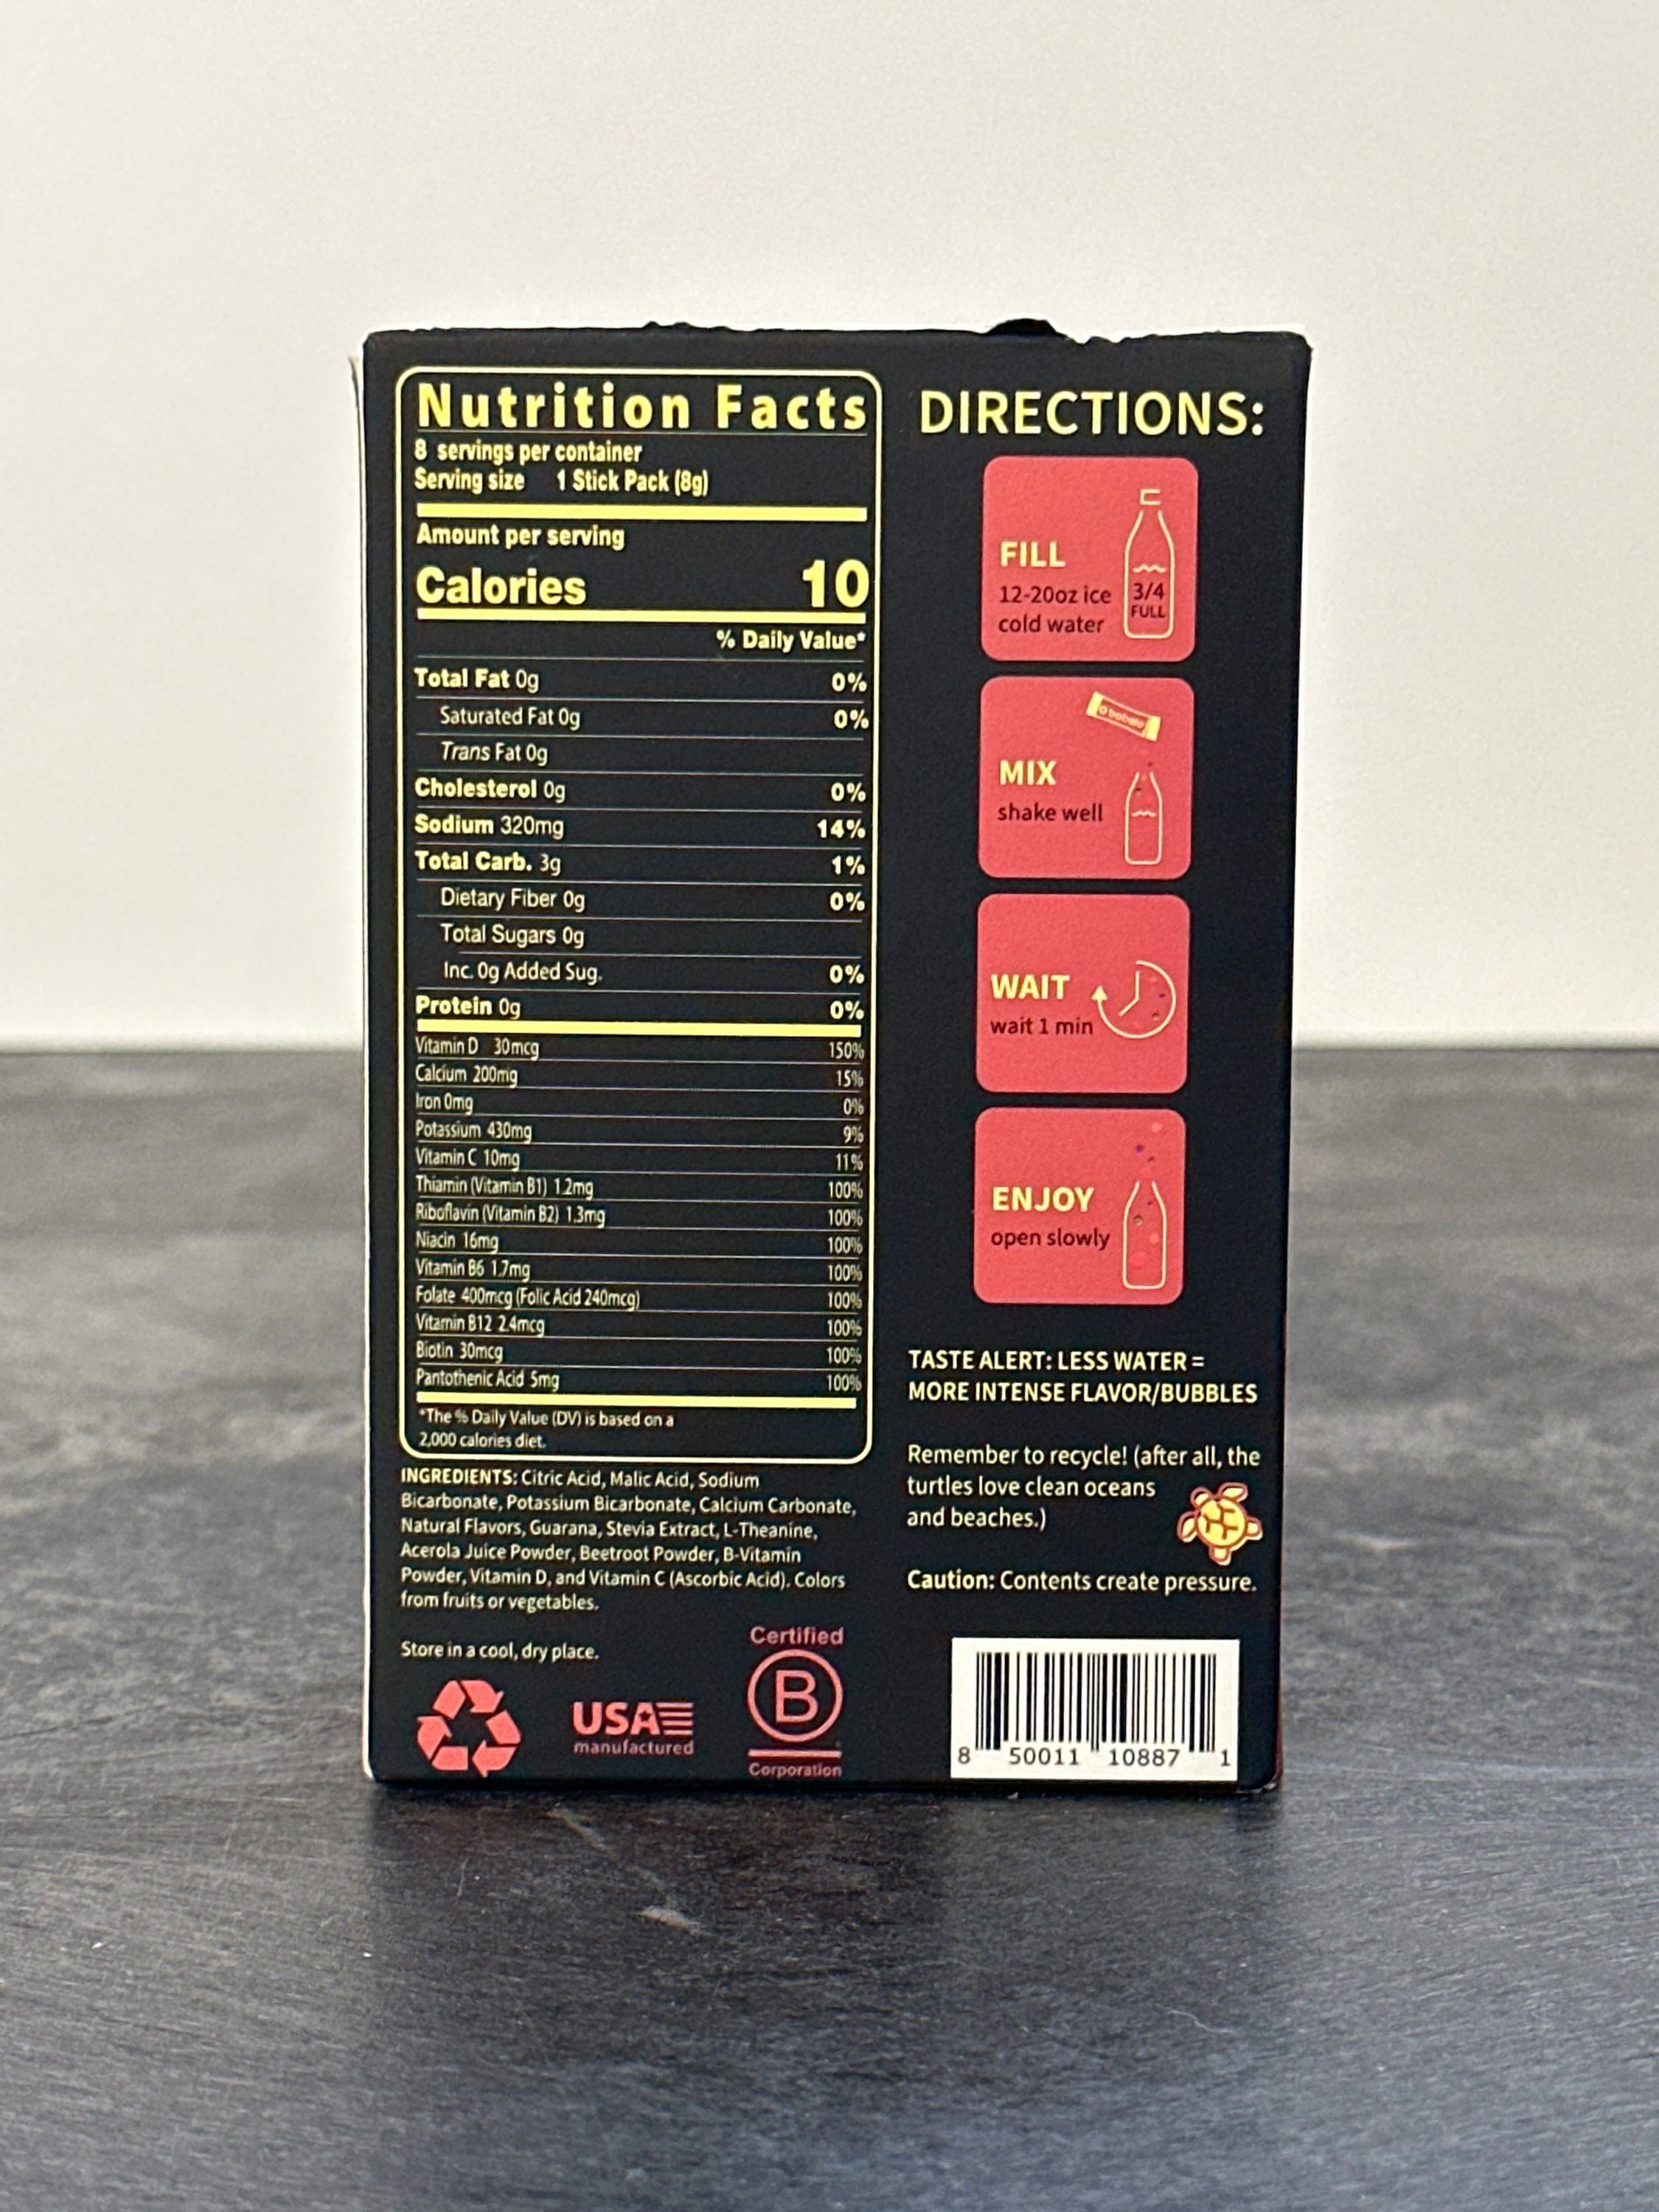 Nutrition Facts
8 servings per container
Serving size 1 Stick Pack (8g)
Amount per serving
Calories 10
% Daily Value*
Total Fat 0g 0%
Saturated Fat 0g 0%
Trans Fat 0g
Cholesterol 0g 0%
Sodium 320mg 14%
Total Carb. 3g 1%
Dietary Fiber 0g 0%
Total Sugars 0g
Inc. 0g Added Sug. 0%
Protein 0g 0%
Vitamin D 30mcg 150%
Calcium 200mg 15%
Iron 0mg 0%
Potassium 430mg 9%
Vitamin C 10mg 11%
Thiamin (Vitamin B1) 1.2mg 100%
Riboflavin (Vitamin B2) 1.3mg 100%
Niacin 16mg 100%
Vitamin B6 1.7mg 100%
Folate 400mcg (Folic Acid 240mcg) 100%
Vitamin B12 2.4mcg 100%
Biotin 30mcg 100%
Pantothenic Acid 5mg 100%
*The % Daily Value (DV) is based on a
2,000 calories diet.
INGREDIENTS: Citric Acid, Malic Acid, Sodium
Bicarbonate, Potassium Bicarbonate, Calcium Carbonate,
Natural Flavors, Guarana, Stevia Extract, L-Theanine,
Acerola Juice Powder, Beetroot Powder, B-Vitamin
Powder, Vitamin D, and Vitamin C (Ascorbic Acid). Colors
from fruits or vegetables.
Store in a cool, dry place.
USA
manufactured
Certified
B
Corporation
DIRECTIONS:
FILL
12-20oz ice
cold water
3/4
FULL
MIX
shake well
WAIT
wait 1 min
ENJOY
open slowly
TASTE ALERT: LESS WATER =
MORE INTENSE FLAVOR/BUBBLES
Remember to recycle! (after all, the
turtles love clean oceans
and beaches.)
Caution: Contents create pressure.
8 50011 10887 1